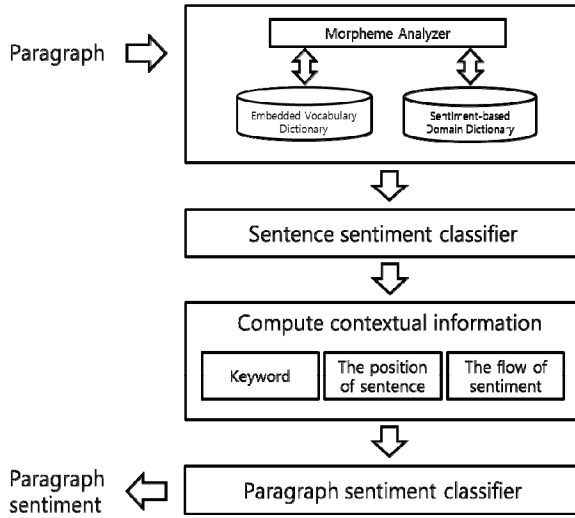 Morpheme Analyzer
Paragraph
Embedded Vocabulary
Dictionary
Sentiment-based
Domain Dictionary
Sentence sentiment classifier
Compute contextual information
Keyword
The position
of sentence
The flow of
sentiment
Paragraph
sentiment
Paragraph sentiment classifier